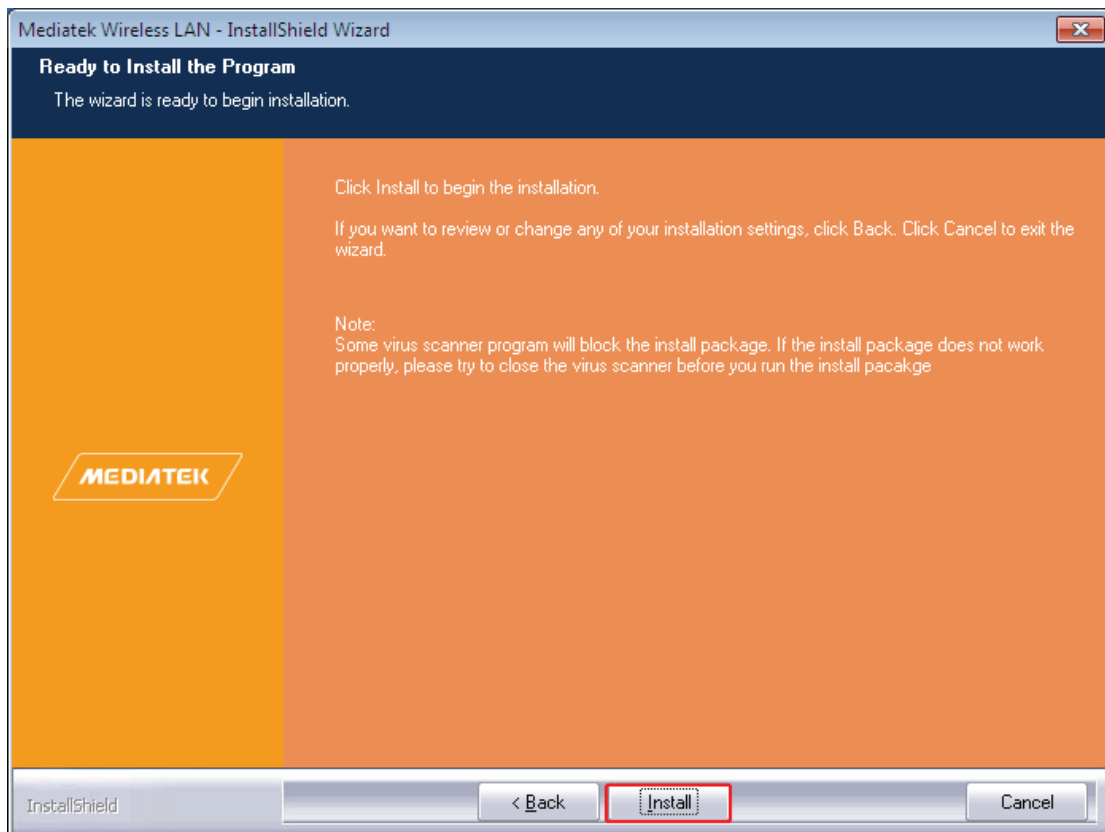 Mediatek Wireless LAN - InstallShield Wizard
Ready to Install the Program
The wizard is ready to begin installation.
Click Install to begin the installation.
If you want to review or change any of your installation settings, click Back. Click Cancel to exit the
wizard.
Note:
Some virus scanner program will block the install package. If the install package does not work
properly, please try to close the virus scanner before you run the install pacakge
MEDIATEK
InstallShield
< Back
Install
Cancel